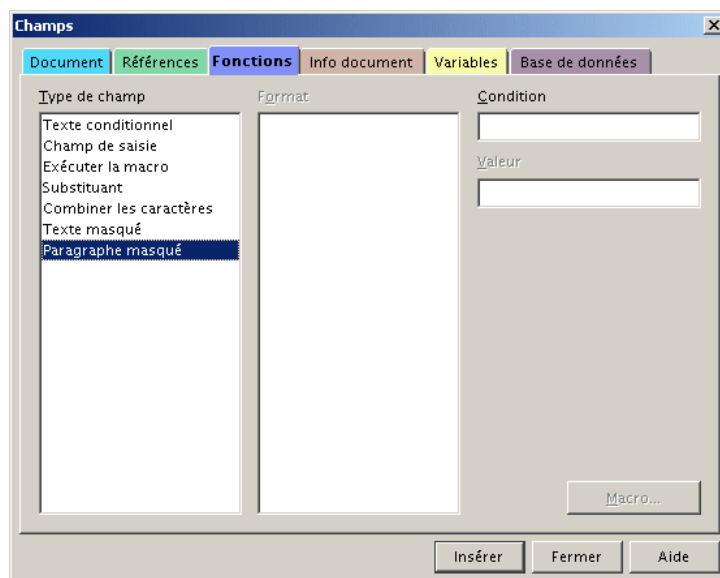 Champs
Document Références Fonctions Info document Variables Base de données
Type de champ Format Condition
Texte conditionnel
Champ de saisie
Exécuter la macro
Substituant
Combiner les caractères
Texte masqué
Paragraphe masqué
Valeur
Macro...
Insérer Fermer Aide